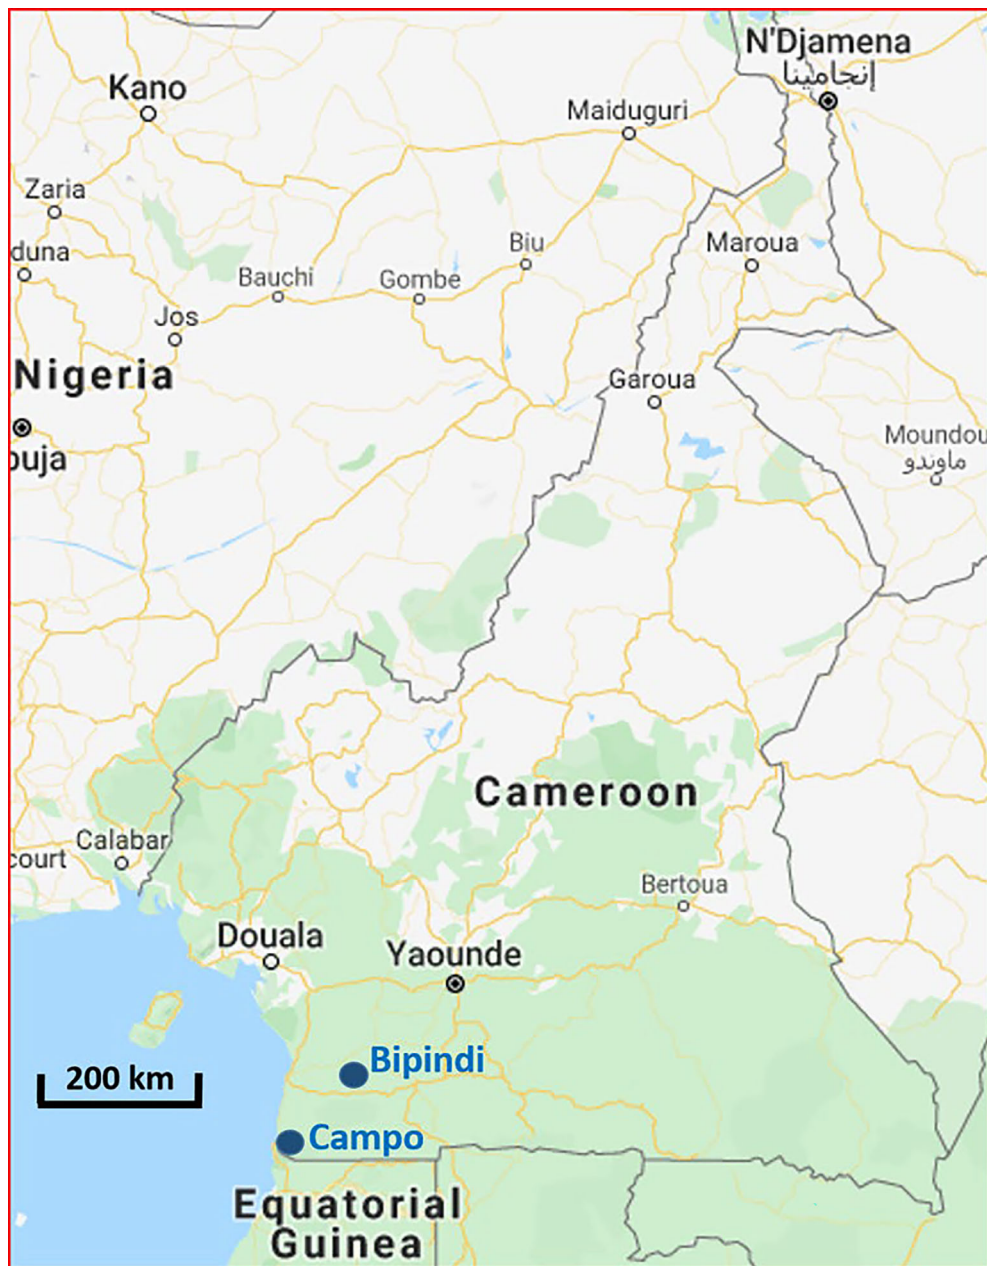 N'Djamena
إنجامينا
Kano
Maiduguri
Zaria
duna
Biu
Maroua
Bauchi
Gombe
Jos
Nigeria
Garoua
Moundou
ماوندو
ouja
Cameroon
Calabar
court
Bertoua
Douala
Yaounde
Bipindi
200 km
Campo
Equatorial
Guinea